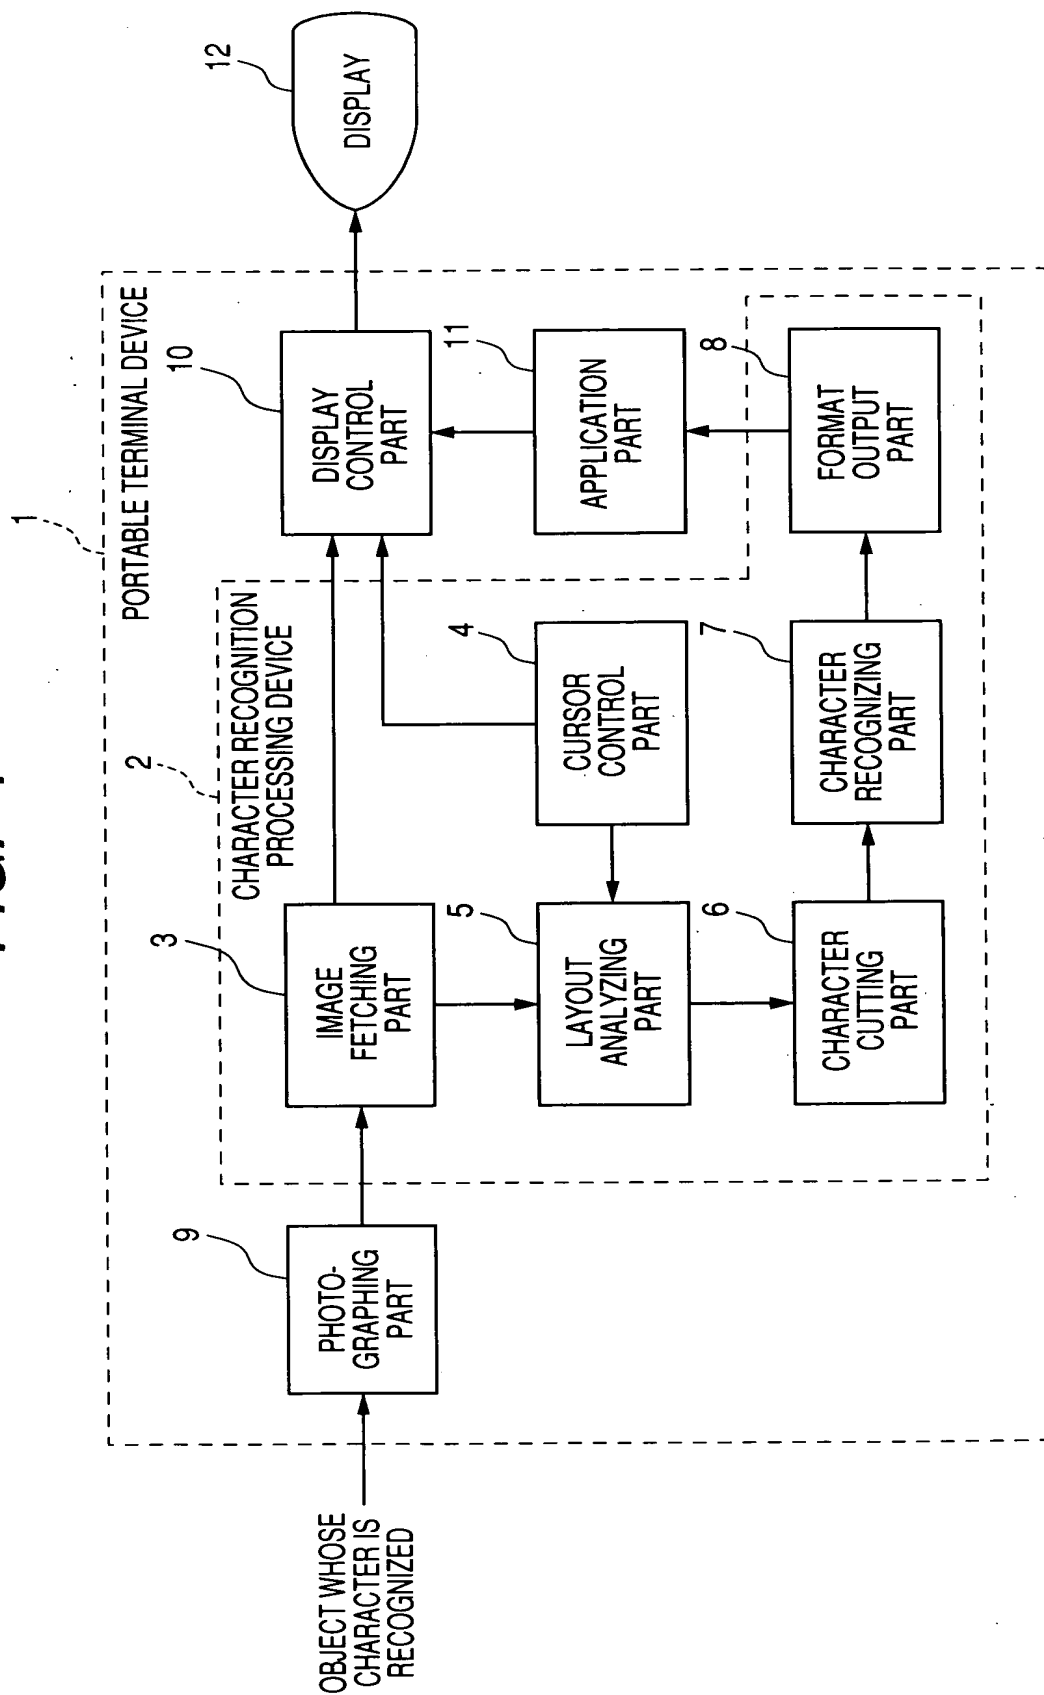 1
PORTABLE TERMINAL DEVICE
2
CHARACTER RECOGNITION
PROCESSING DEVICE
OBJECT WHOSE
CHARACTER IS
RECOGNIZED
9
PHOTO-
GRAPHING
PART
3
IMAGE
FETCHING
PART
10
DISPLAY
CONTROL
PART
12
DISPLAY
5
LAYOUT
ANALYZING
PART
4
CURSOR
CONTROL
PART
11
APPLICATION
PART
6
CHARACTER
CUTTING
PART
7
CHARACTER
RECOGNIZING
PART
8
FORMAT
OUTPUT
PART